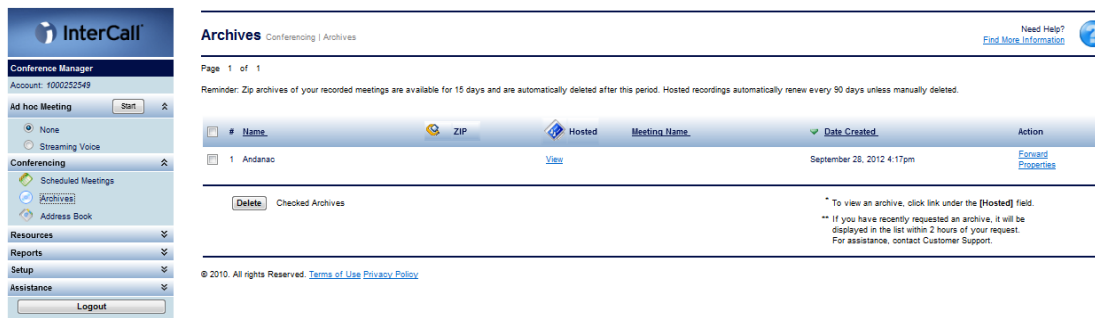 InterCall
Conference Manager
Account: 1000252549
Ad hoc Meeting Start
None
Streaming Voice
Conferencing
Scheduled Meetings
Archives
Address Book
Resources
Reports
Setup
Assistance
Logout
Archives Conferencing | Archives
Need Help?
Find More Information
Page 1 of 1
Reminder: Zip archives of your recorded meetings are available for 15 days and are automatically deleted after this period. Hosted recordings automatically renew every 90 days unless manually deleted.
# Name ZIP Hosted Meeting Name Date Created Action
1 Andanac View September 28, 2012 4:17pm Forward
Properties
Delete Checked Archives
* To view an archive, click link under the [Hosted] field.
** If you have recently requested an archive, it will be
displayed in the list within 2 hours of your request.
For assistance, contact Customer Support.
© 2010. All rights Reserved. Terms of Use Privacy Policy